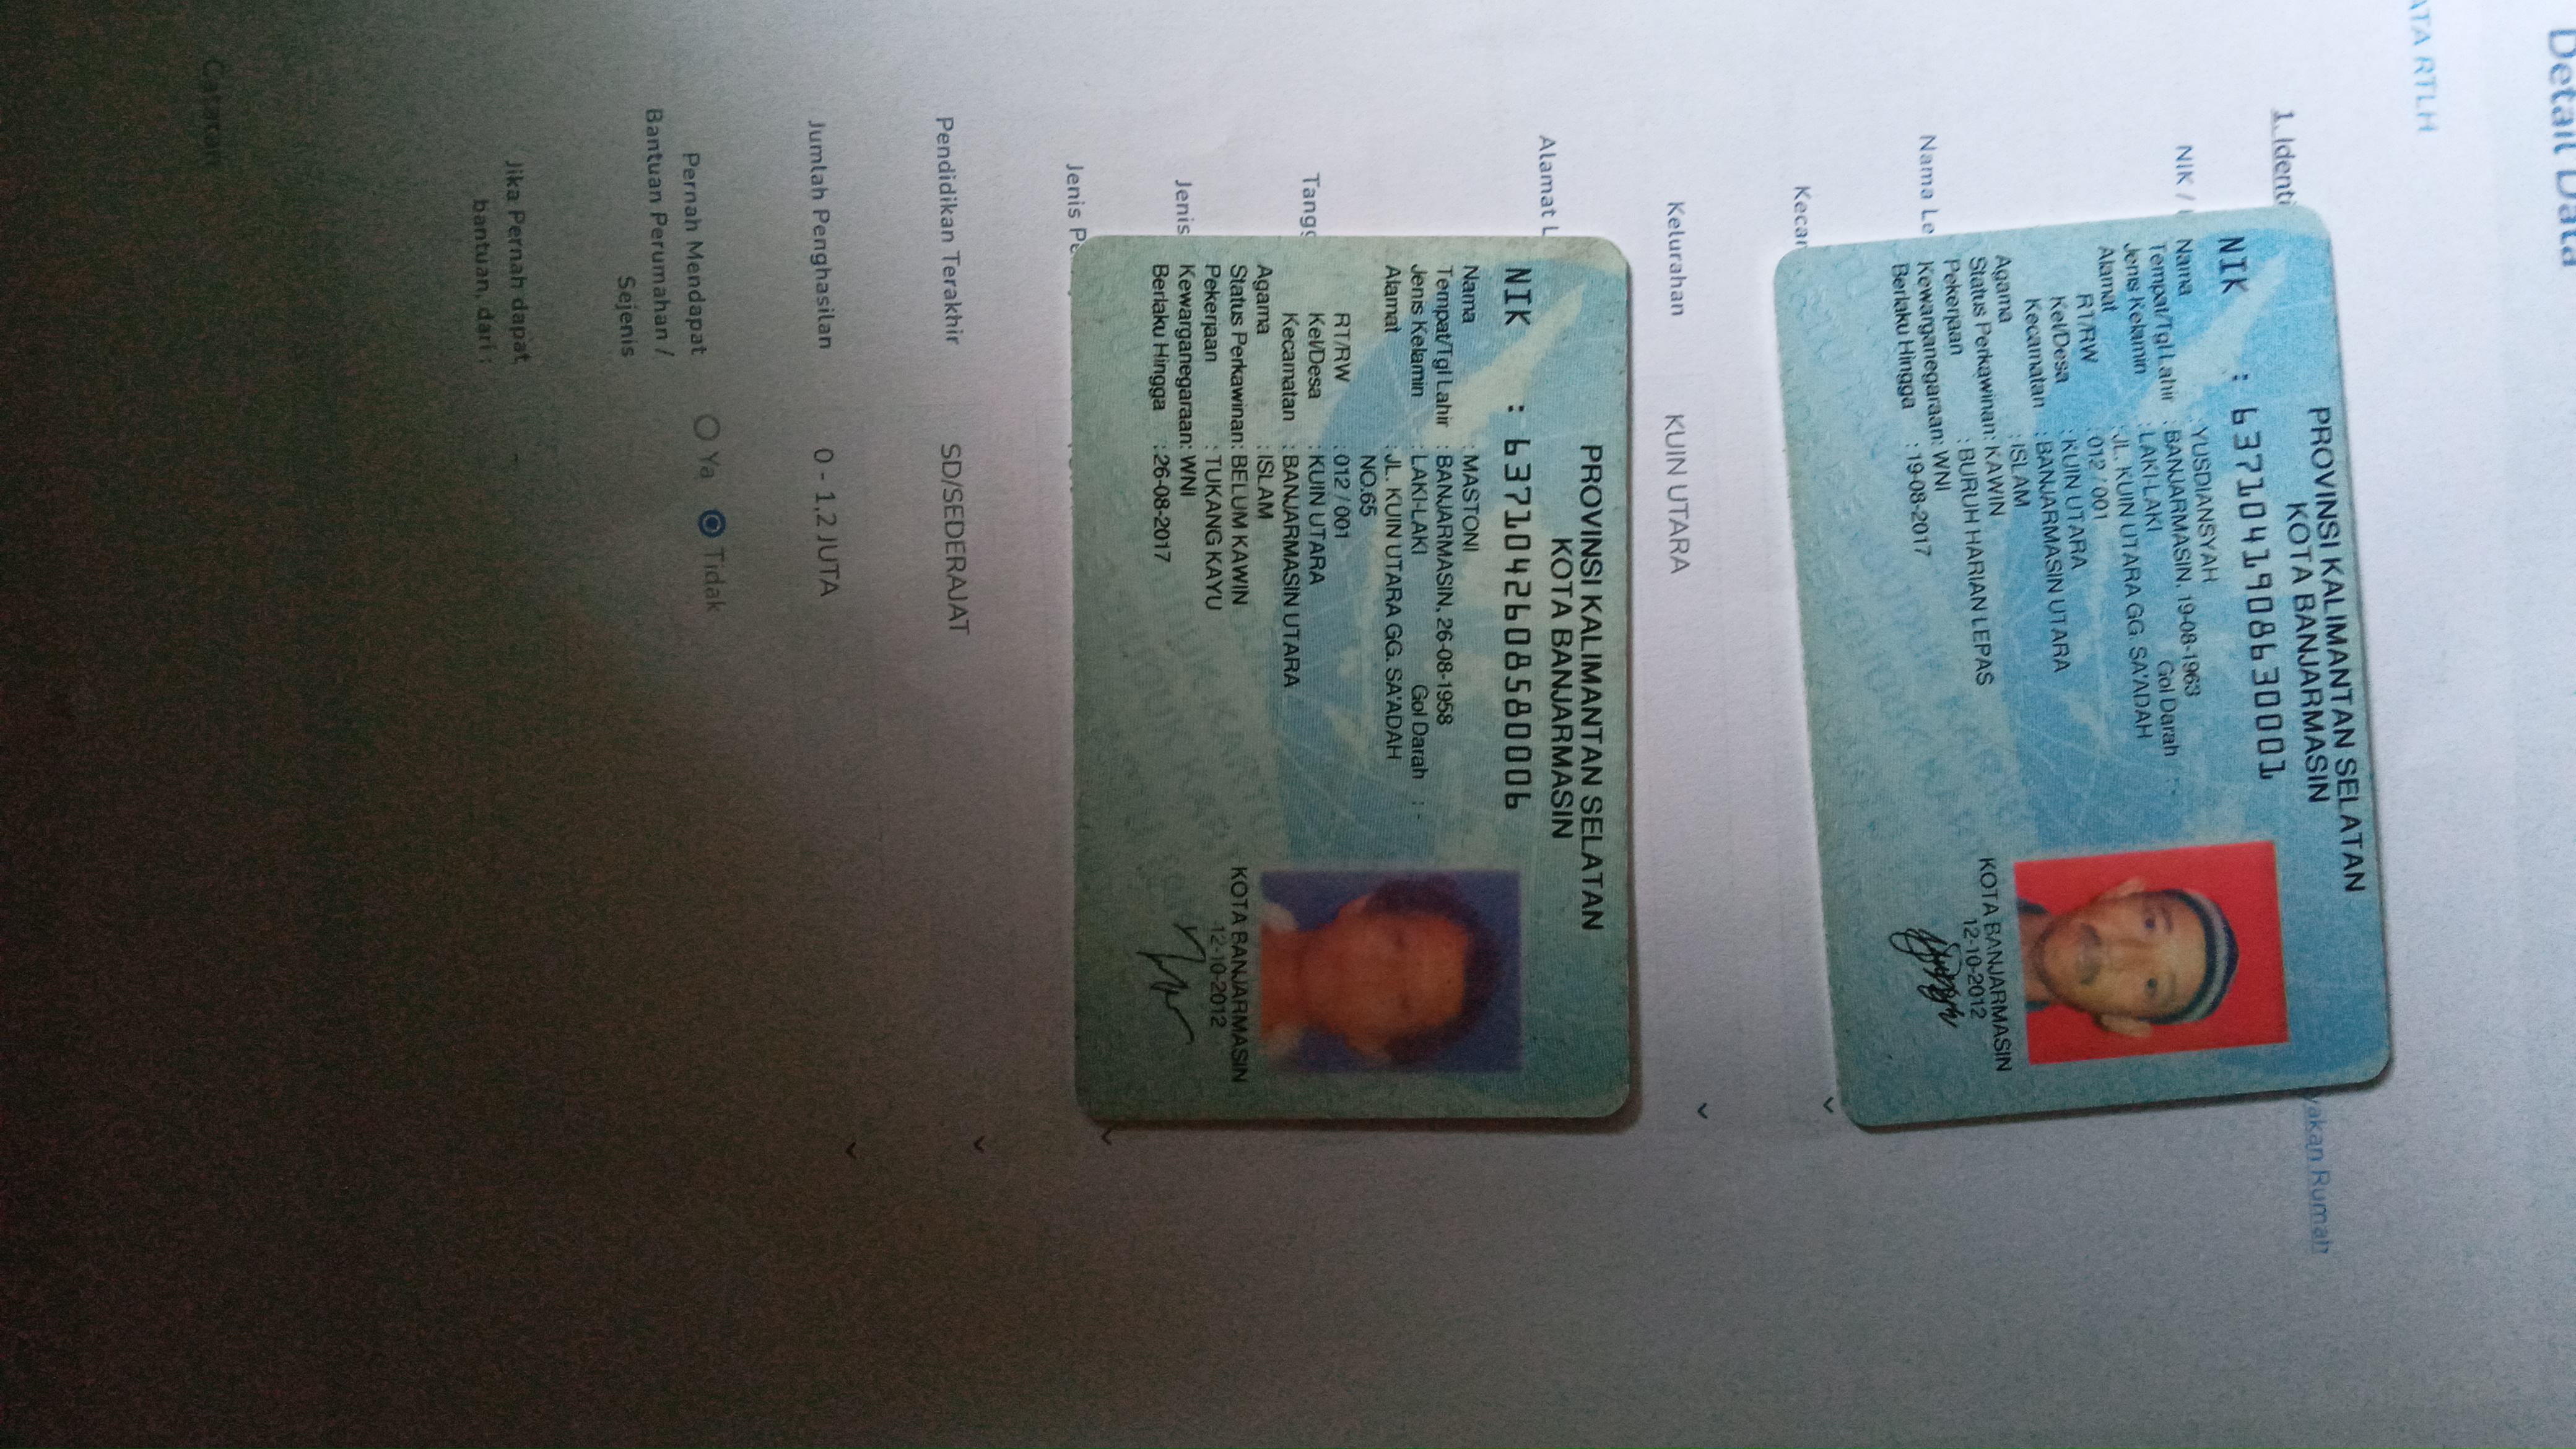 Detail Data
ATA RTLH
1. Identi
yakan Rumah
NIK /
Nama Le
Kecar
Kelurahan KUIN UTARA
Alamat L
Tangg
Jenis
Jenis Pe
Pendidikan Terakhir SD/SEDERAJAT
Jumlah Penghasilan 0 - 1,2 JUTA
Pernah Mendapat
Bantuan Perumahan /
Sejenis
Ya Tidak
Jika Pernah dapat
bantuan, dari : -
Catatan
PROVINSI KALIMANTAN SELATAN
KOTA BANJARMASIN
NIK : 6371041908630001
Nama : YUSDIANSYAH
Tempat/Tgl Lahir : BANJARMASIN, 19-08-1963
Jenis Kelamin : LAKI-LAKI Gol Darah : -
Alamat : JL. KUIN UTARA GG. SA'ADAH
RT/RW : 012 / 001
Kel/Desa : KUIN UTARA
Kecamatan : BANJARMASIN UTARA
Agama : ISLAM
Status Perkawinan: KAWIN
Pekerjaan : BURUH HARIAN LEPAS
Kewarganegaraan: WNI
Berlaku Hingga : 19-08-2017
KOTA BANJARMASIN
12-10-2012
PROVINSI KALIMANTAN SELATAN
KOTA BANJARMASIN
NIK : 6371042608580006
Nama : MASTONI
Tempat/Tgl Lahir : BANJARMASIN, 26-08-1958
Jenis Kelamin : LAKI-LAKI Gol Darah : -
Alamat : JL. KUIN UTARA GG. SA'ADAH
NO.65
RT/RW : 012 / 001
Kel/Desa : KUIN UTARA
Kecamatan : BANJARMASIN UTARA
Agama : ISLAM
Status Perkawinan: BELUM KAWIN
Pekerjaan : TUKANG KAYU
Kewarganegaraan: WNI
Berlaku Hingga : 26-08-2017
KOTA BANJARMASIN
12-10-2012